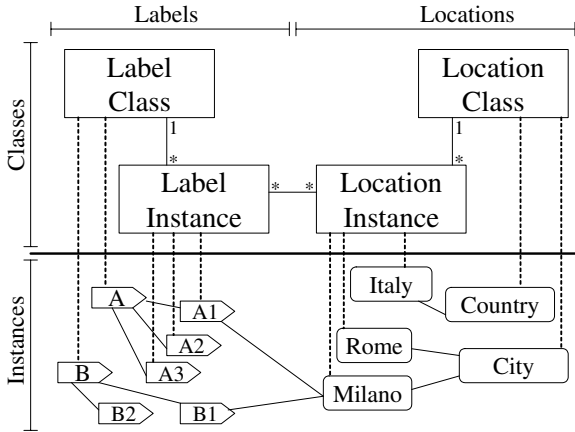 Labels
Locations
Classes
Label
Class
Location
Class
1
1
*
*
Label
Instance
*
*
Location
Instance
Instances
Italy
A
A1
Country
A2
Rome
B
A3
City
Milano
B2
B1